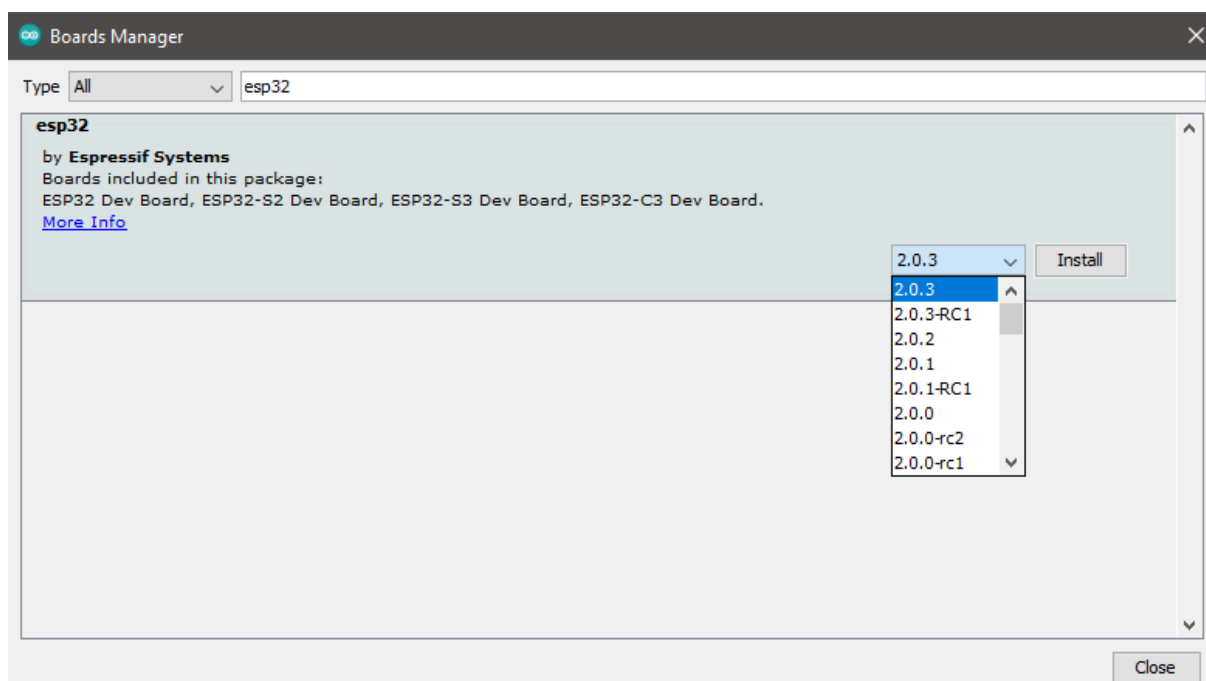 Boards Manager
Type All esp32
esp32
by Espressif Systems
Boards included in this package:
ESP32 Dev Board, ESP32-S2 Dev Board, ESP32-S3 Dev Board, ESP32-C3 Dev Board.
More Info
2.0.3 Install
2.0.3
2.0.3-RC1
2.0.2
2.0.1
2.0.1-RC1
2.0.0
2.0.0-rc2
2.0.0-rc1
Close